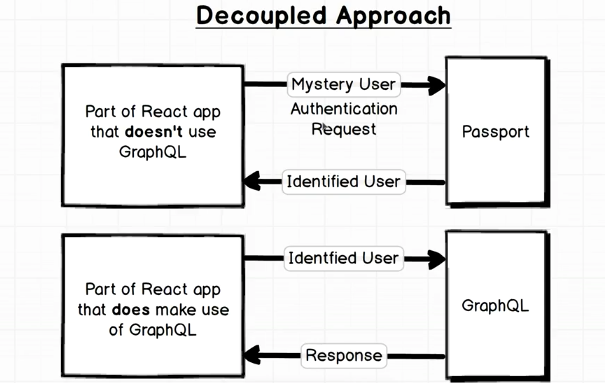 Decoupled Approach
Part of React app
that doesn't use
GraphQL
Mystery User
Authentication
Request
Identified User
Passport
Part of React app
that does make use
of GraphQL
Identfied User
Response
GraphQL